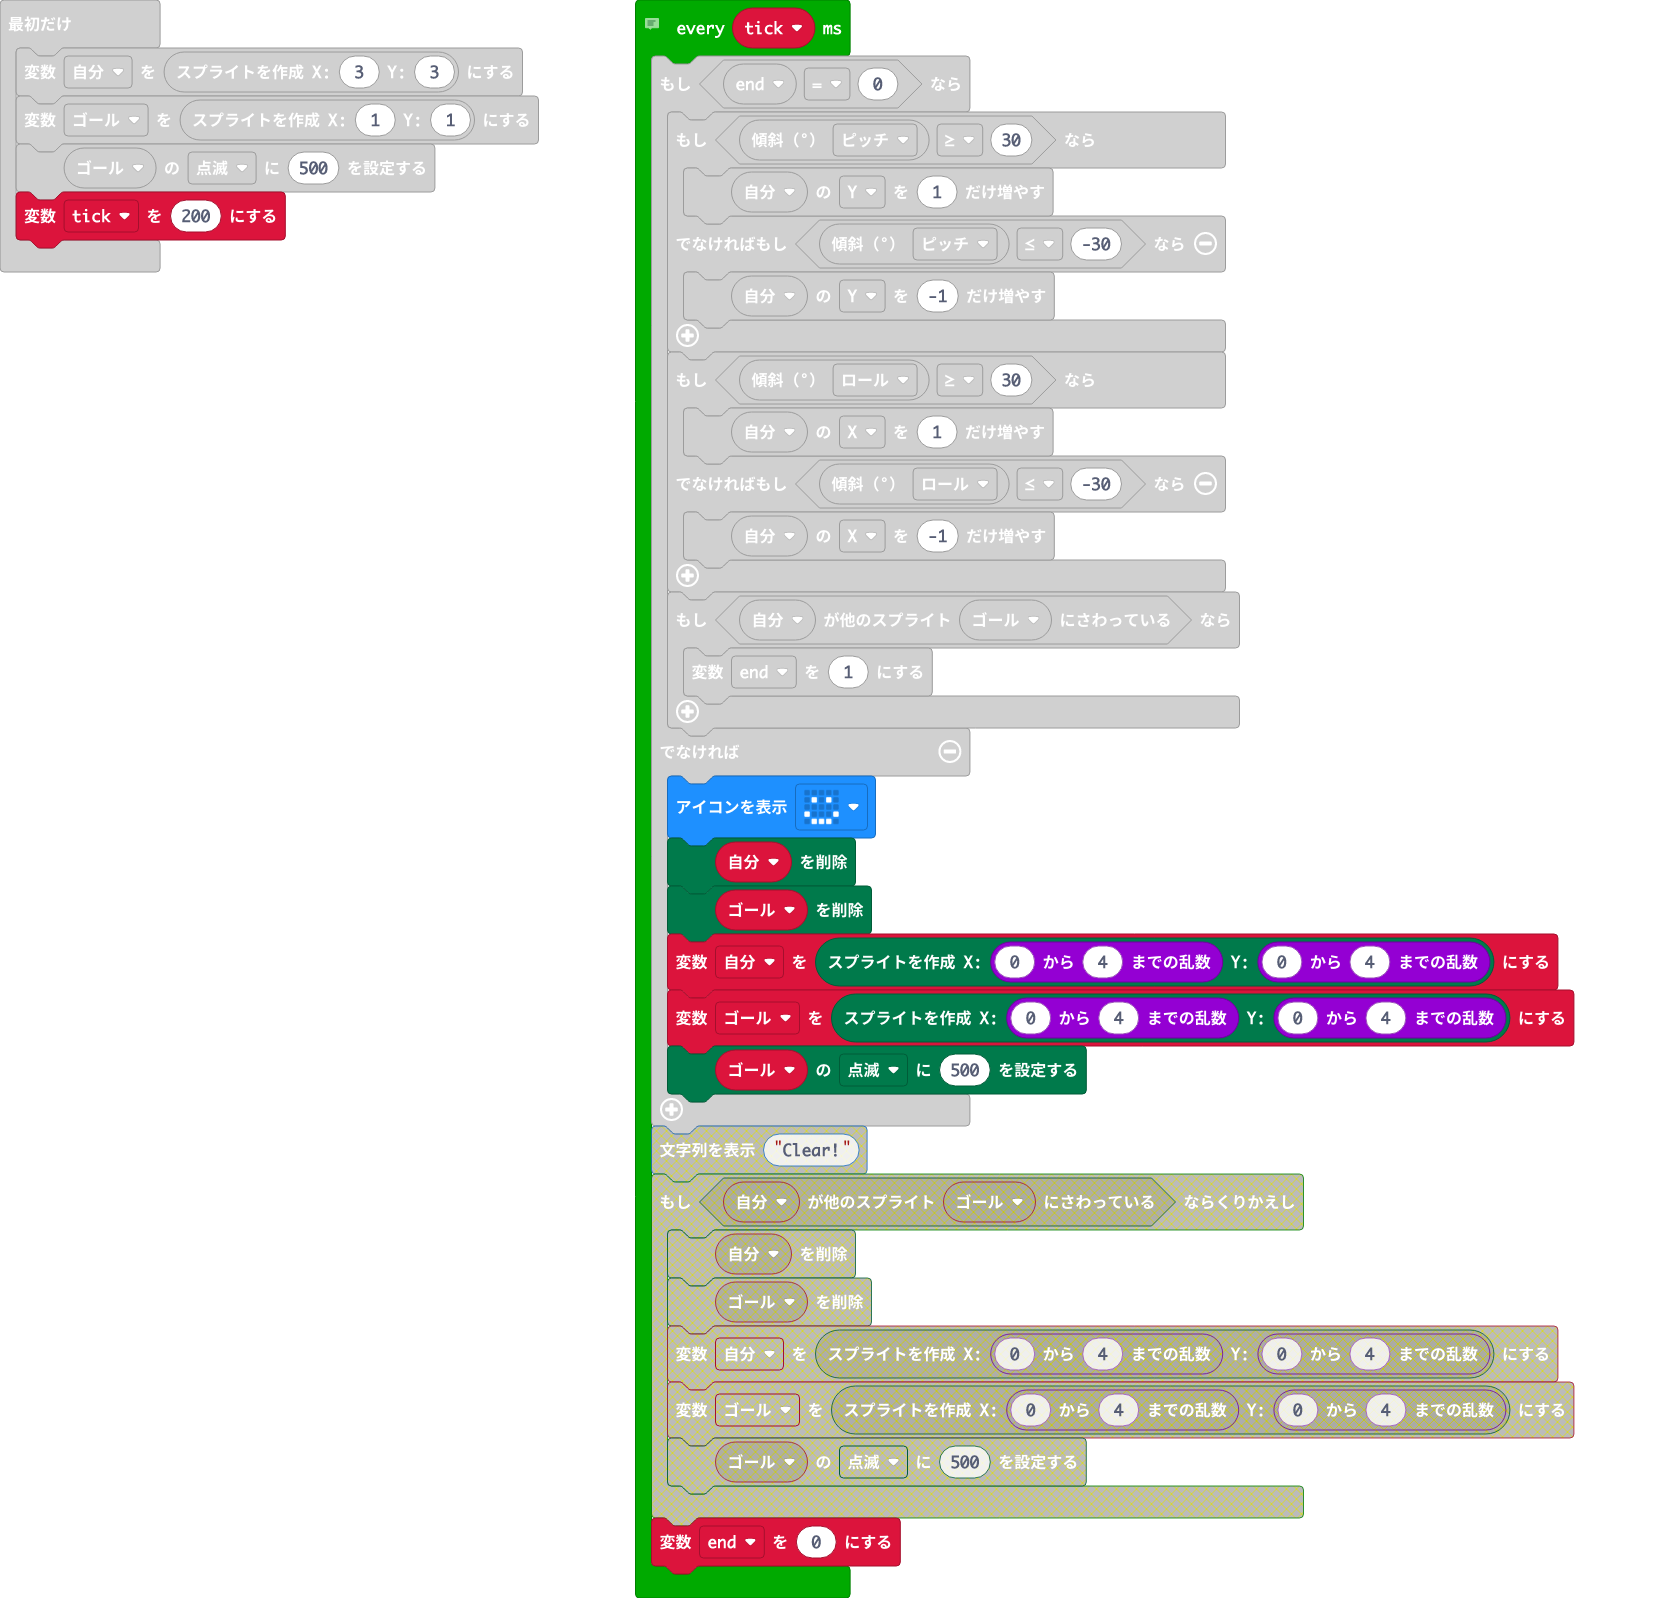 最初だけ
変数 自分 を スプライトを作成 X: 3 Y: 3 にする
変数 ゴール を スプライトを作成 X: 1 Y: 1 にする
ゴール の 点滅 に 500 を設定する
変数 tick を 200 にする
every tick ms
もし end = 0 なら
もし 傾斜（°） ピッチ ≥ 30 なら
自分 の Y を 1 だけ増やす
でなければもし 傾斜（°） ピッチ ≤ -30 なら
自分 の Y を -1 だけ増やす
もし 傾斜（°） ロール ≥ 30 なら
自分 の X を 1 だけ増やす
でなければもし 傾斜（°） ロール ≤ -30 なら
自分 の X を -1 だけ増やす
もし 自分 が他のスプライト ゴール にさわっている なら
変数 end を 1 にする
でなければ
アイコンを表示
自分 を削除
ゴール を削除
変数 自分 を スプライトを作成 X: 0 から 4 までの乱数 Y: 0 から 4 までの乱数 にする
変数 ゴール を スプライトを作成 X: 0 から 4 までの乱数 Y: 0 から 4 までの乱数 にする
ゴール の 点滅 に 500 を設定する
文字列を表示 "Clear!"
もし 自分 が他のスプライト ゴール にさわっている ならくりかえし
自分 を削除
ゴール を削除
変数 自分 を スプライトを作成 X: 0 から 4 までの乱数 Y: 0 から 4 までの乱数 にする
変数 ゴール を スプライトを作成 X: 0 から 4 までの乱数 Y: 0 から 4 までの乱数 にする
ゴール の 点滅 に 500 を設定する
変数 end を 0 にする